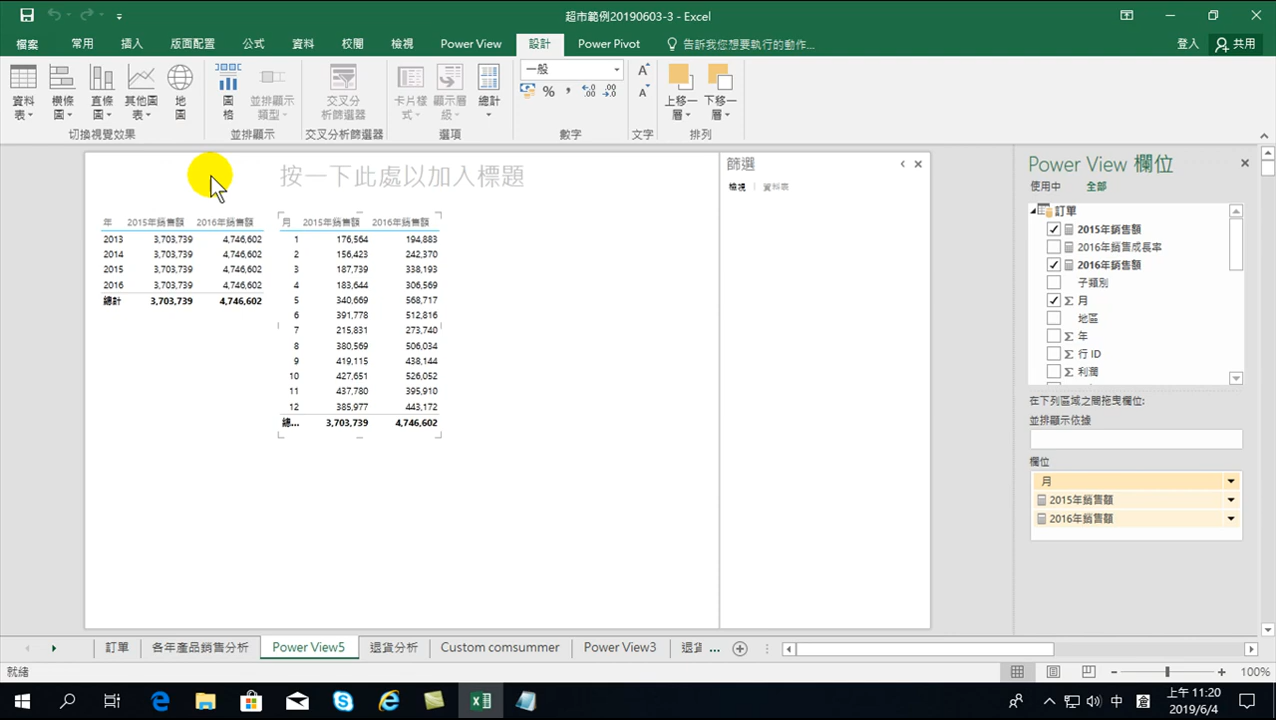 超市範例20190603-3 - Excel
檔案 常用 插入 版面配置 公式 資料 校閱 檢視 Power View 設計 Power Pivot 告訴我您想要執行的動作... 登入 共用
資料表 橫條圖 直條圖 其他圖表 地圖 圖格 並排顯示類型 交叉分析篩選器 卡片樣式 顯示層級 總計 一般 % , .00 A 上移一層 下移一層
切換視覺效果 並排顯示 交叉分析篩選器 選項 數字 文字 排列
按一下此處以加入標題
年 2015年銷售額 2016年銷售額
2013 3,703,739 4,746,602
2014 3,703,739 4,746,602
2015 3,703,739 4,746,602
2016 3,703,739 4,746,602
總計 3,703,739 4,746,602
月 2015年銷售額 2016年銷售額
1 176,564 194,883
2 156,423 242,370
3 187,739 338,193
4 183,644 306,569
5 340,669 568,717
6 391,778 512,816
7 215,831 273,740
8 380,569 506,034
9 419,115 438,144
10 427,651 526,052
11 437,780 395,910
12 385,977 443,172
總... 3,703,739 4,746,602
篩選
檢視 | 資料表
Power View 欄位
使用中 全部
訂單
2015年銷售額
2016年銷售成長率
2016年銷售額
子類別
Σ 月
地區
Σ 年
Σ 行 ID
Σ 利潤
在下列區域之間拖曳欄位:
並排顯示依據
欄位
月
2015年銷售額
2016年銷售額
訂單 各年產品銷售分析 Power View5 退貨分析 Custom comsummer Power View3 退貨 ...
就緒 100%
中 上午 11:20
2019/6/4